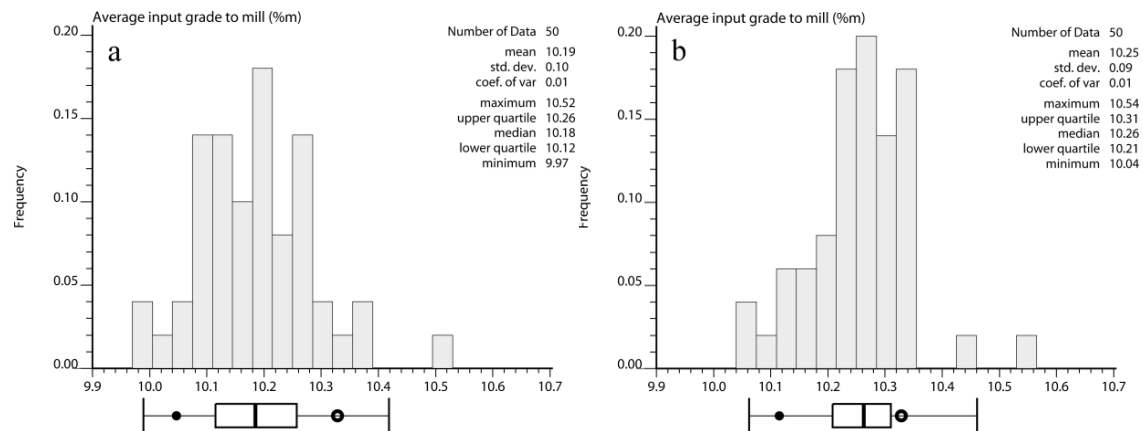 Average input grade to mill (%m)
a
Frequency
0.20
0.15
0.10
0.05
0.00
9.9 10.0 10.1 10.2 10.3 10.4 10.5 10.6 10.7
Number of Data 50
mean 10.19
std. dev. 0.10
coef. of var 0.01
maximum 10.52
upper quartile 10.26
median 10.18
lower quartile 10.12
minimum 9.97
Average input grade to mill (%m)
b
Frequency
0.20
0.15
0.10
0.05
0.00
9.9 10.0 10.1 10.2 10.3 10.4 10.5 10.6 10.7
Number of Data 50
mean 10.25
std. dev. 0.09
coef. of var 0.01
maximum 10.54
upper quartile 10.31
median 10.26
lower quartile 10.21
minimum 10.04